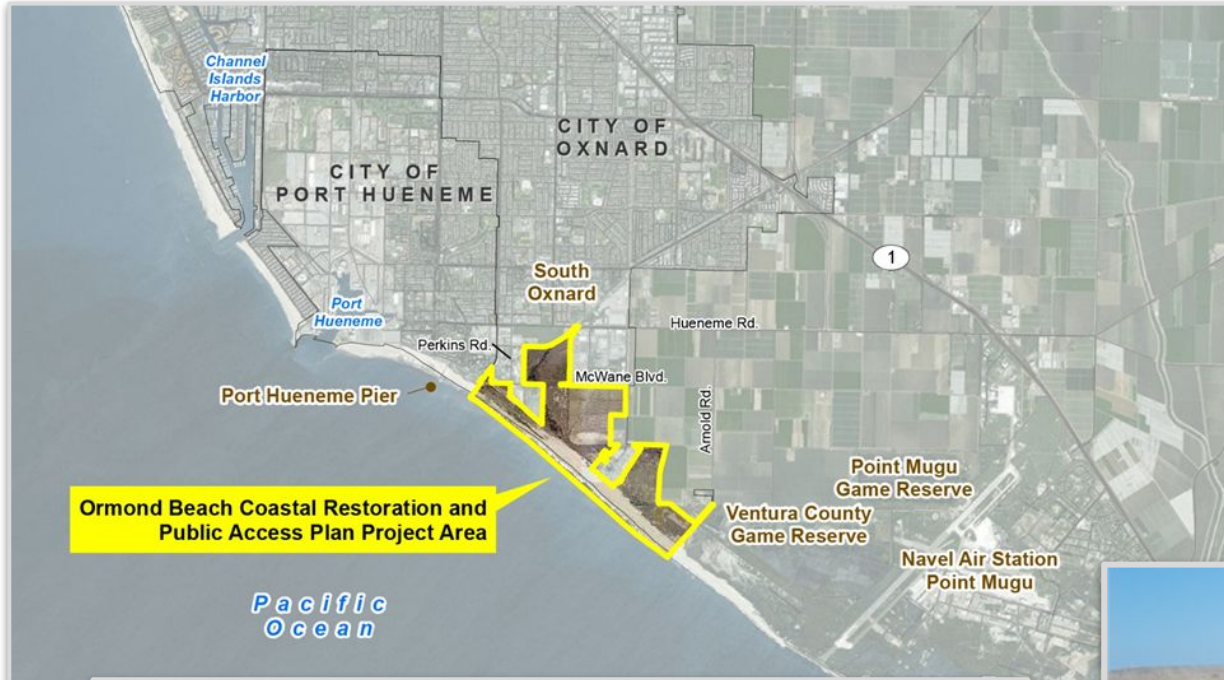 Channel
Islands
Harbor
CITY OF
OXNARD
CITY OF
PORT HUENEME
1
South
Oxnard
Port
Hueneme
Hueneme Rd.
Perkins Rd.
McWane Blvd.
Port Hueneme Pier
Arnold Rd.
Point Mugu
Game Reserve
Ormond Beach Coastal Restoration and
Public Access Plan Project Area
Ventura County
Game Reserve
Navel Air Station
Point Mugu
Pacific
Ocean